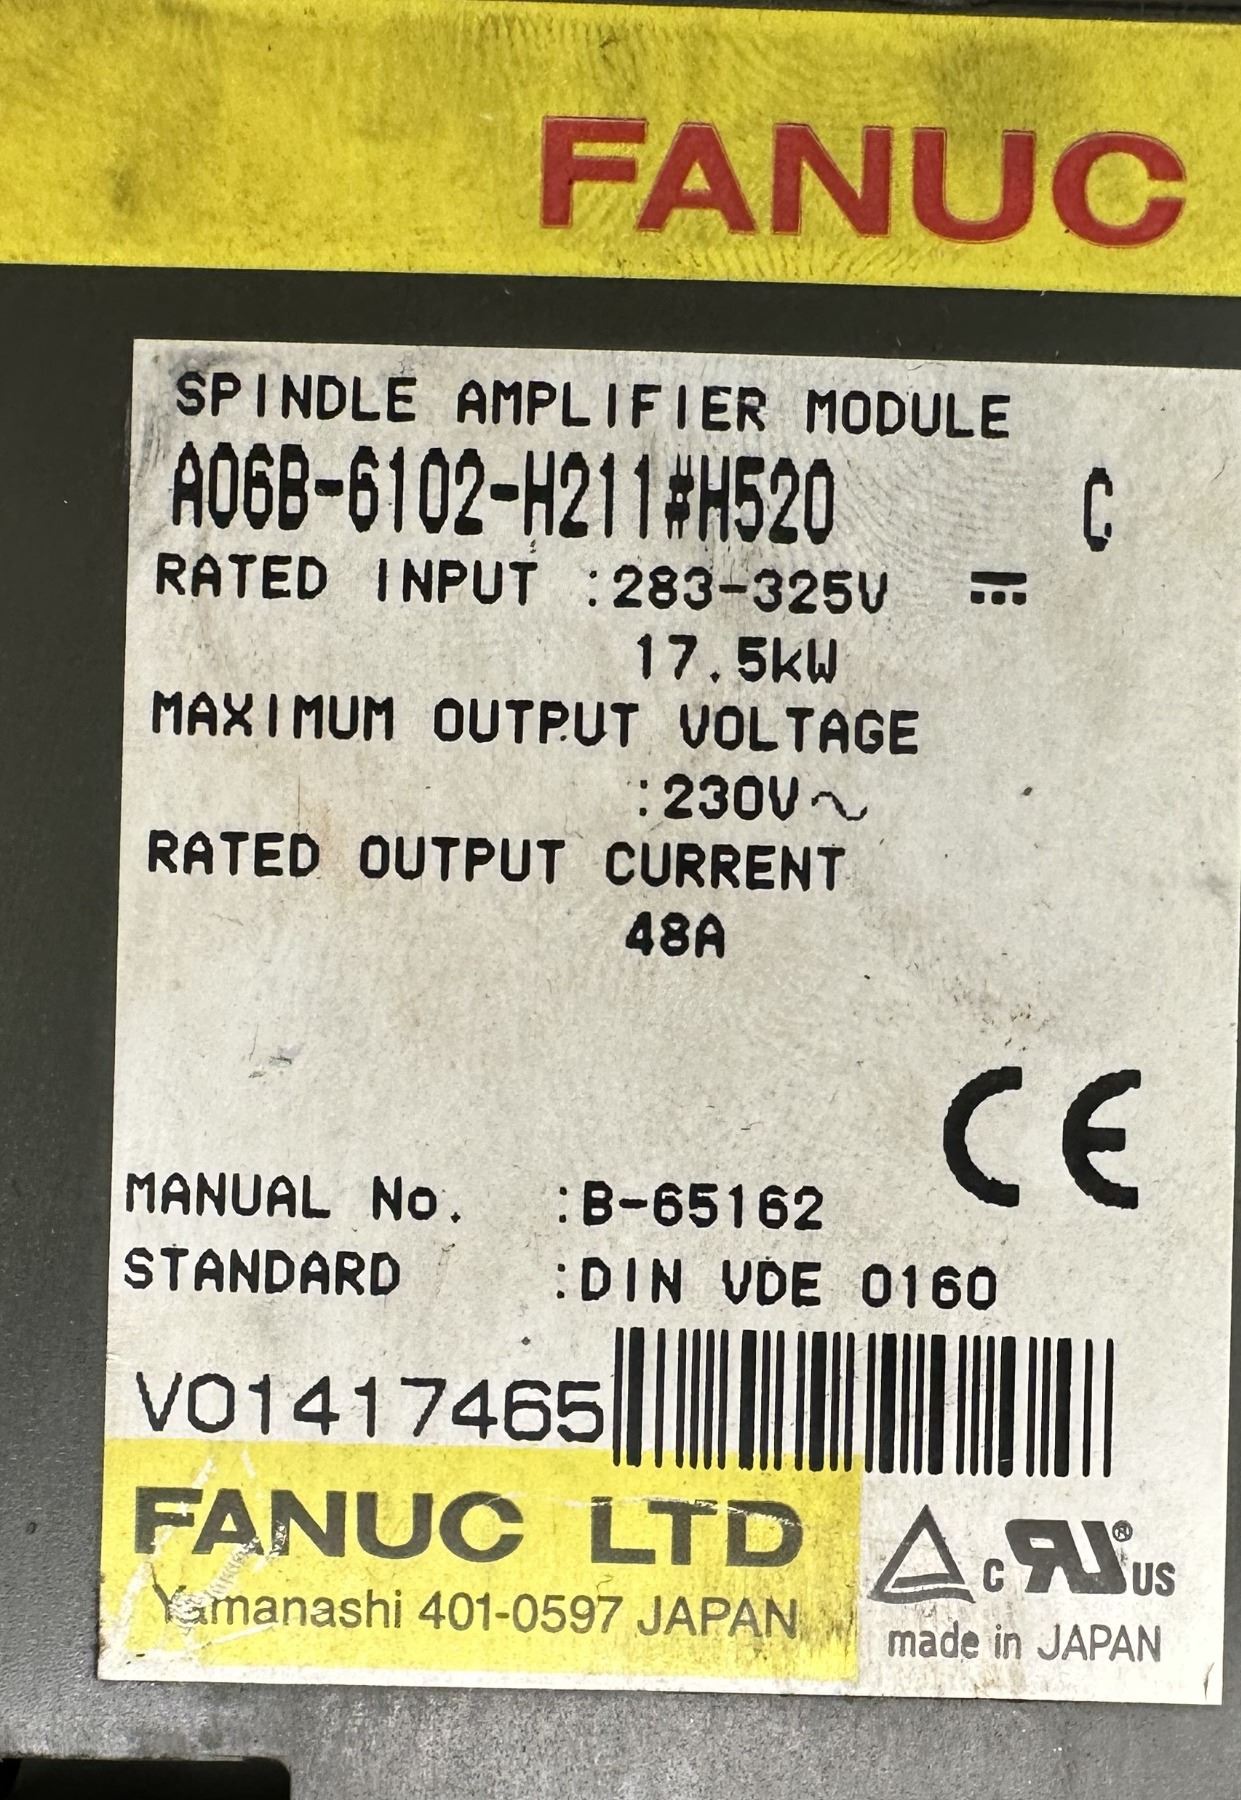 FANUC
SPINDLE AMPLIFIER MODULE
A06B-6102-H211#H520 C
RATED INPUT :283-325V ⎓
17.5kW
MAXIMUM OUTPUT VOLTAGE
:230V∿
RATED OUTPUT CURRENT
48A
CE
MANUAL No. :B-65162
STANDARD :DIN VDE 0160
V01417465
FANUC LTD
Yamanashi 401-0597 JAPAN
c RU® US
made in JAPAN